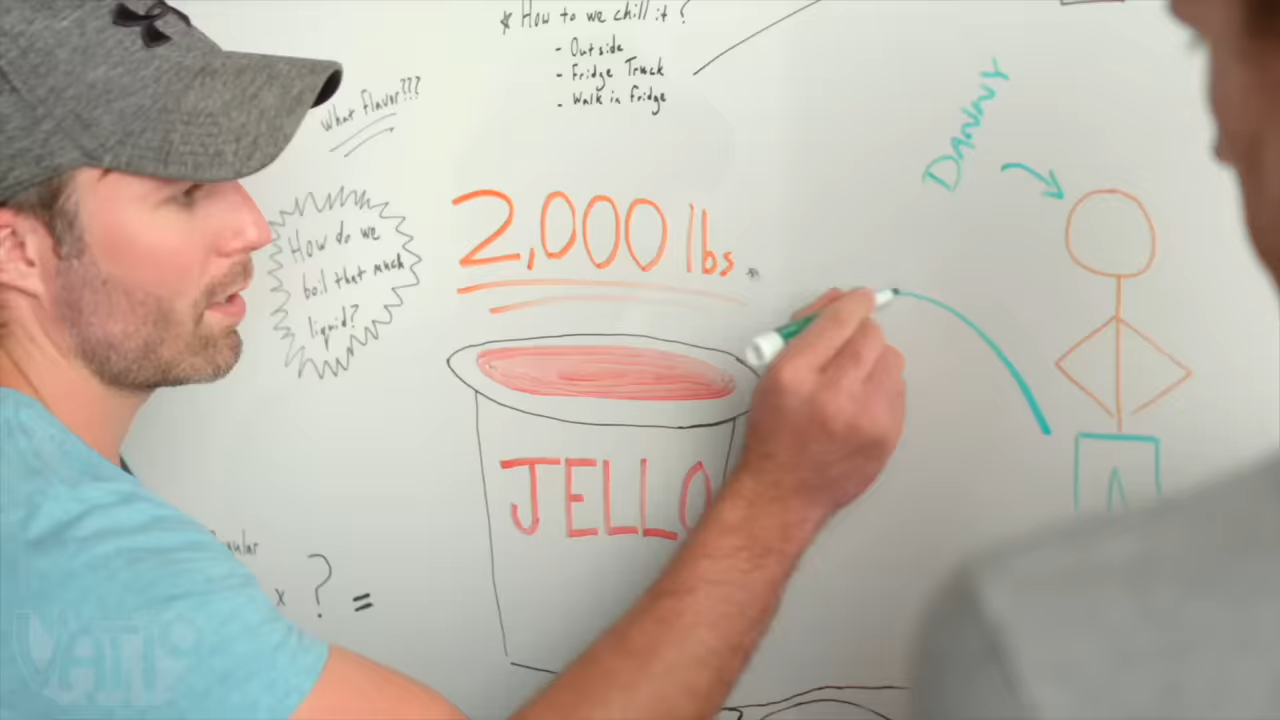 * How to we chill it?
- Outside
- Fridge Truck
- Walk in Fridge
What flavor???
DANNY
2,000 lbs.
How do we
boil that much
liquid?
JELLO
x ? =
VAT19